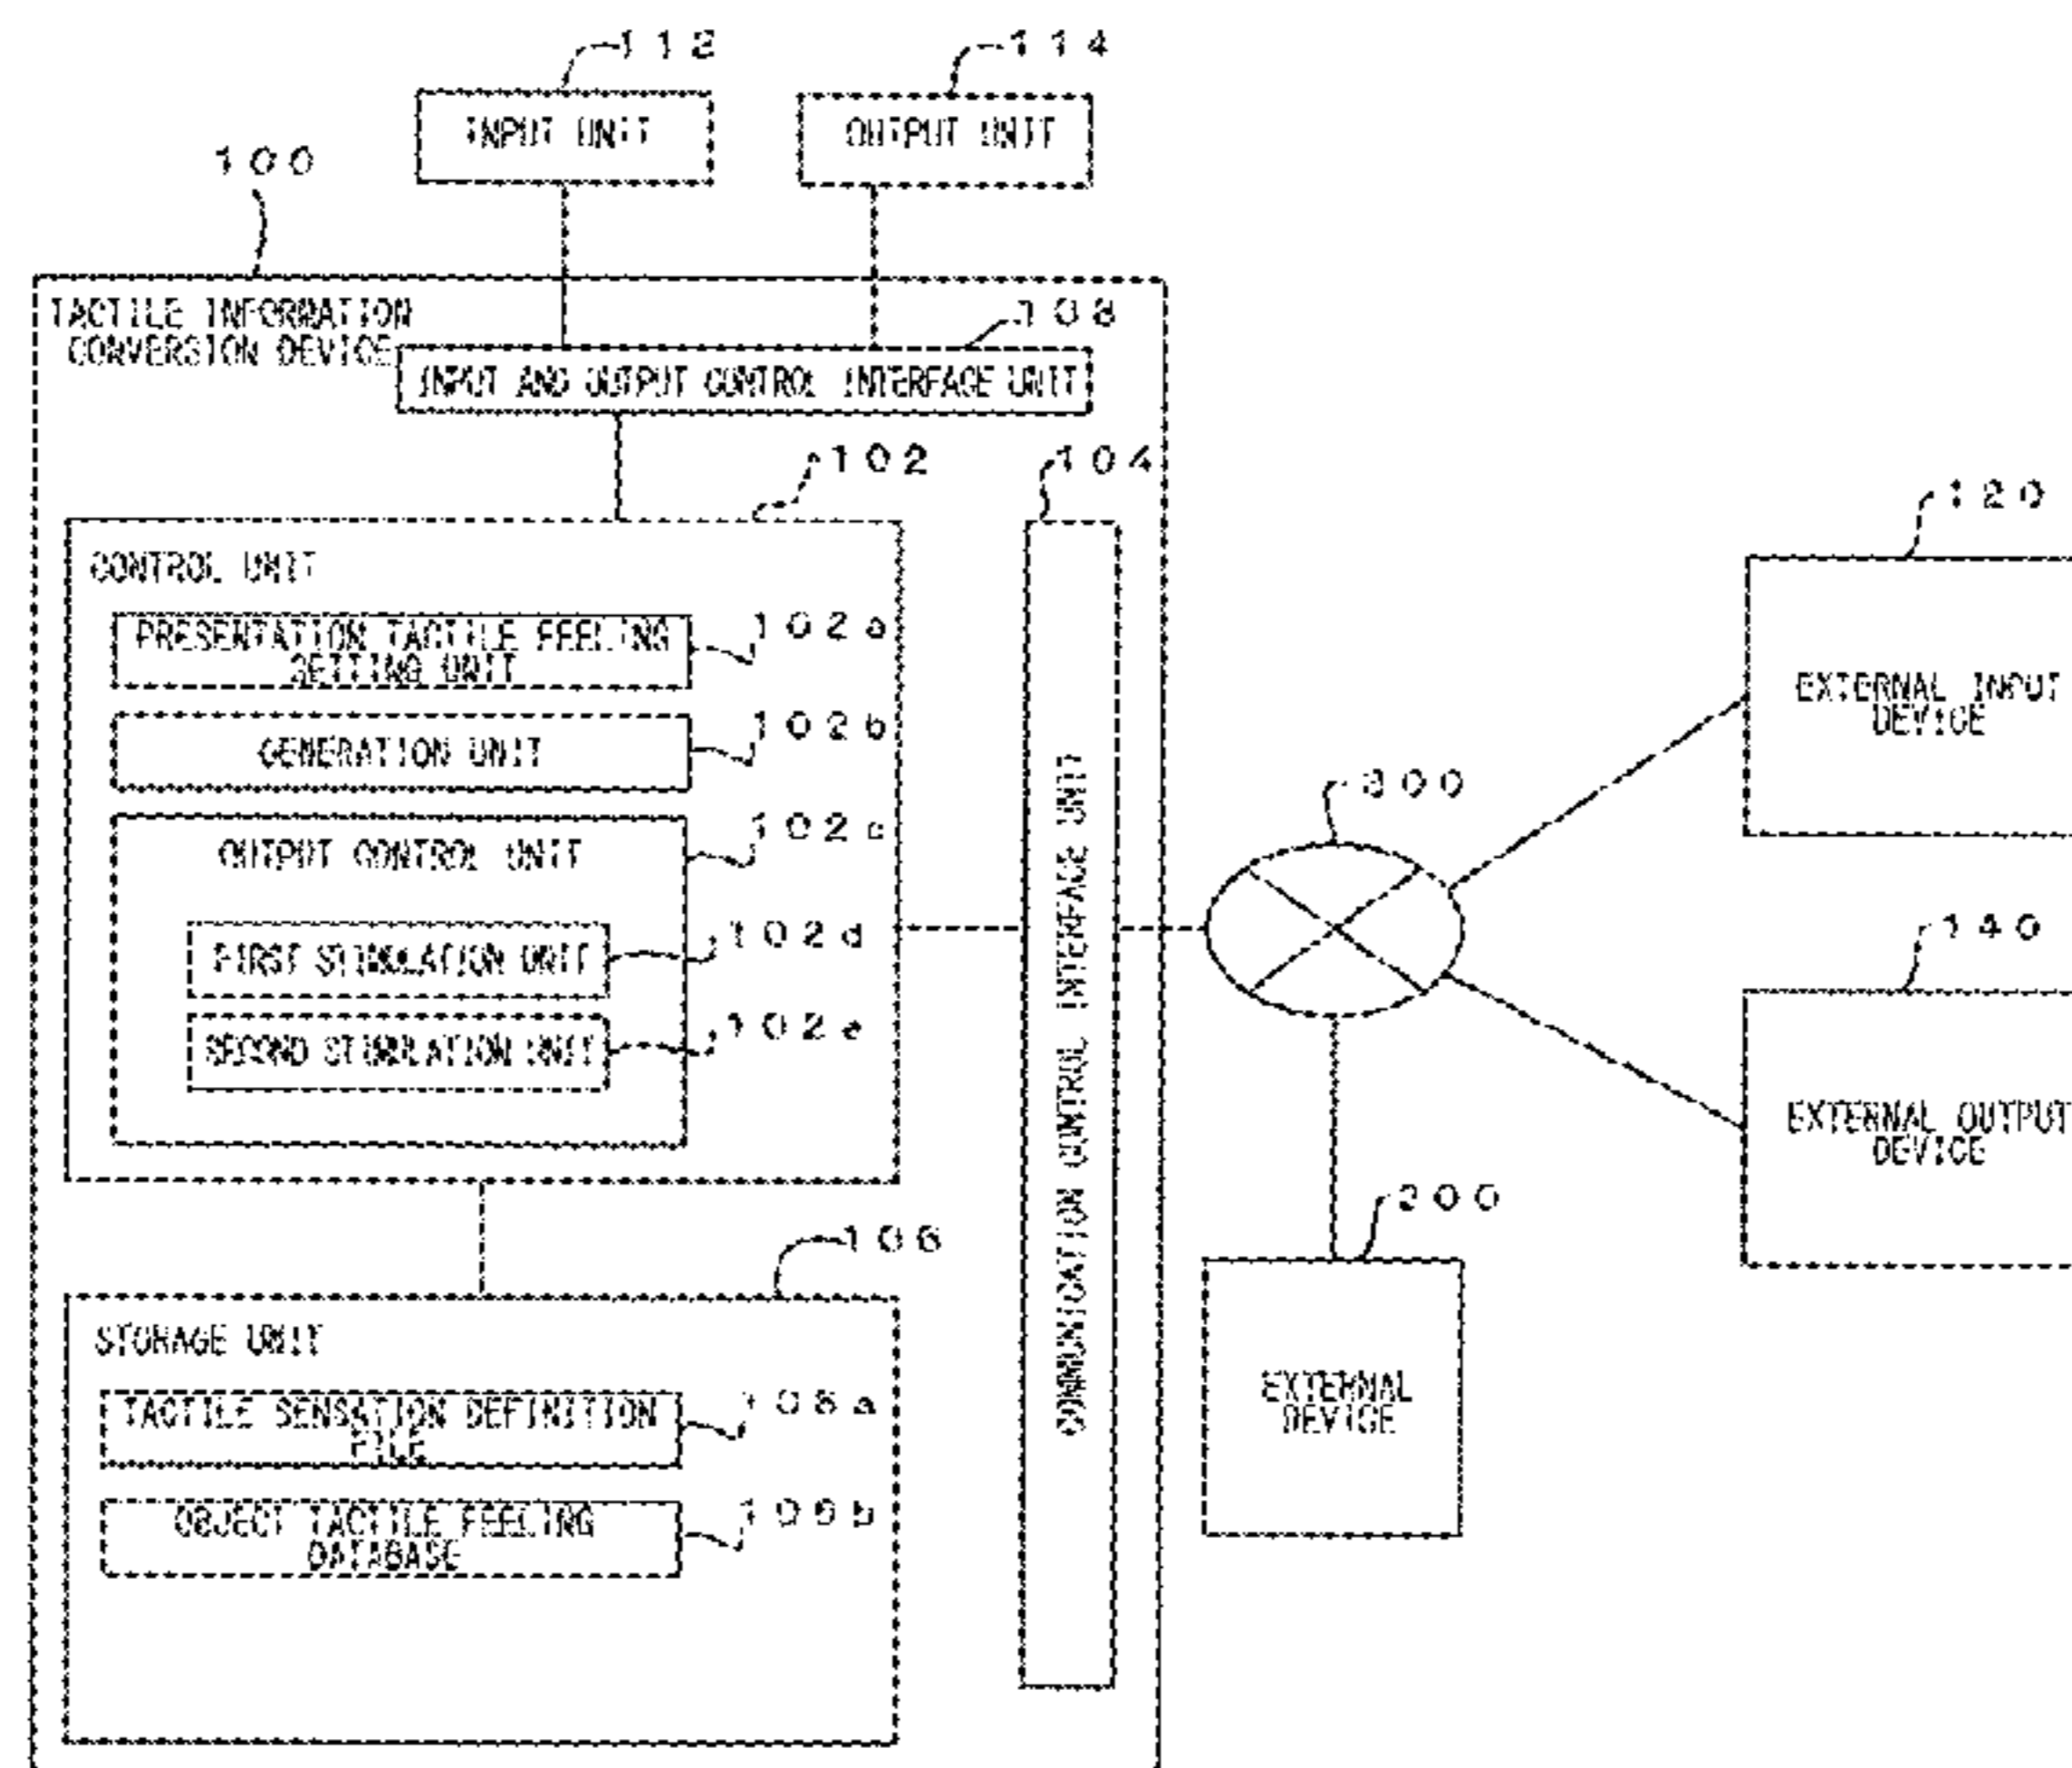 112
114
INPUT UNIT
OUTPUT UNIT
100
TACTILE INFORMATION
CONVERSION DEVICE
108
INPUT AND OUTPUT CONTROL INTERFACE UNIT
102
104
CONTROL UNIT
PRESENTATION TACTILE FEELING
SETTING UNIT
102a
GENERATION UNIT
102b
OUTPUT CONTROL UNIT
102c
FIRST STIMULATION UNIT
102d
SECOND STIMULATION UNIT
102e
COMMUNICATION CONTROL INTERFACE UNIT
300
120
EXTERNAL INPUT
DEVICE
140
EXTERNAL OUTPUT
DEVICE
200
EXTERNAL
DEVICE
106
STORAGE UNIT
TACTILE SENSATION DEFINITION
FILE
106a
OBJECT TACTILE FEELING
DATABASE
106b